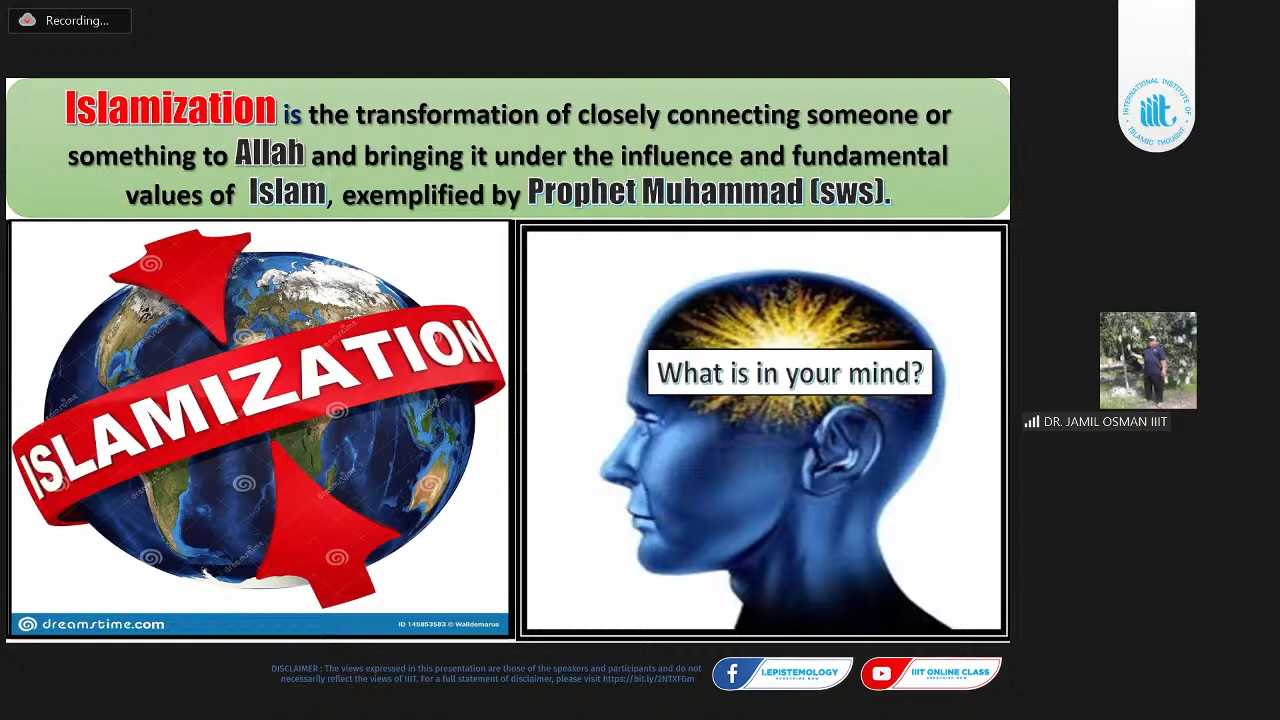 Recording...
Islamization is the transformation of closely connecting someone or
something to Allah and bringing it under the influence and fundamental
values of Islam, exemplified by Prophet Muhammad (sws).
ISLAMIZATION
What is in your mind?
dreamstime.com
ID 145853583 © Walldemarus
INTERNATIONAL INSTITUTE OF
ISLAMIC THOUGHT
iiit
DR. JAMIL OSMAN IIIT
DISCLAIMER : The views expressed in this presentation are those of the speakers and participants and do not
necessarily reflect the views of IIIT. For a full statement of disclaimer, please visit https://bit.ly/2NTXFGm
I.EPISTEMOLOGY
SUBSCRIBE NOW
IIIT ONLINE CLASS
SUBSCRIBE NOW